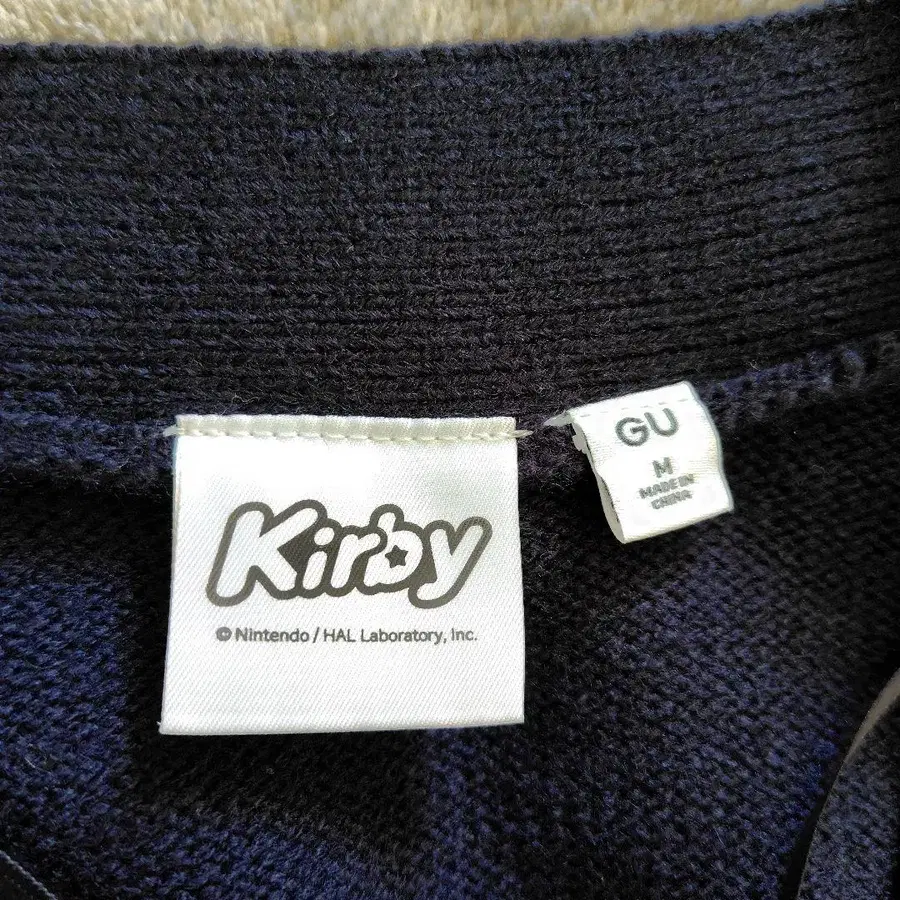 Kirby
© Nintendo / HAL Laboratory, Inc.
GU
M
MADE IN
CHINA